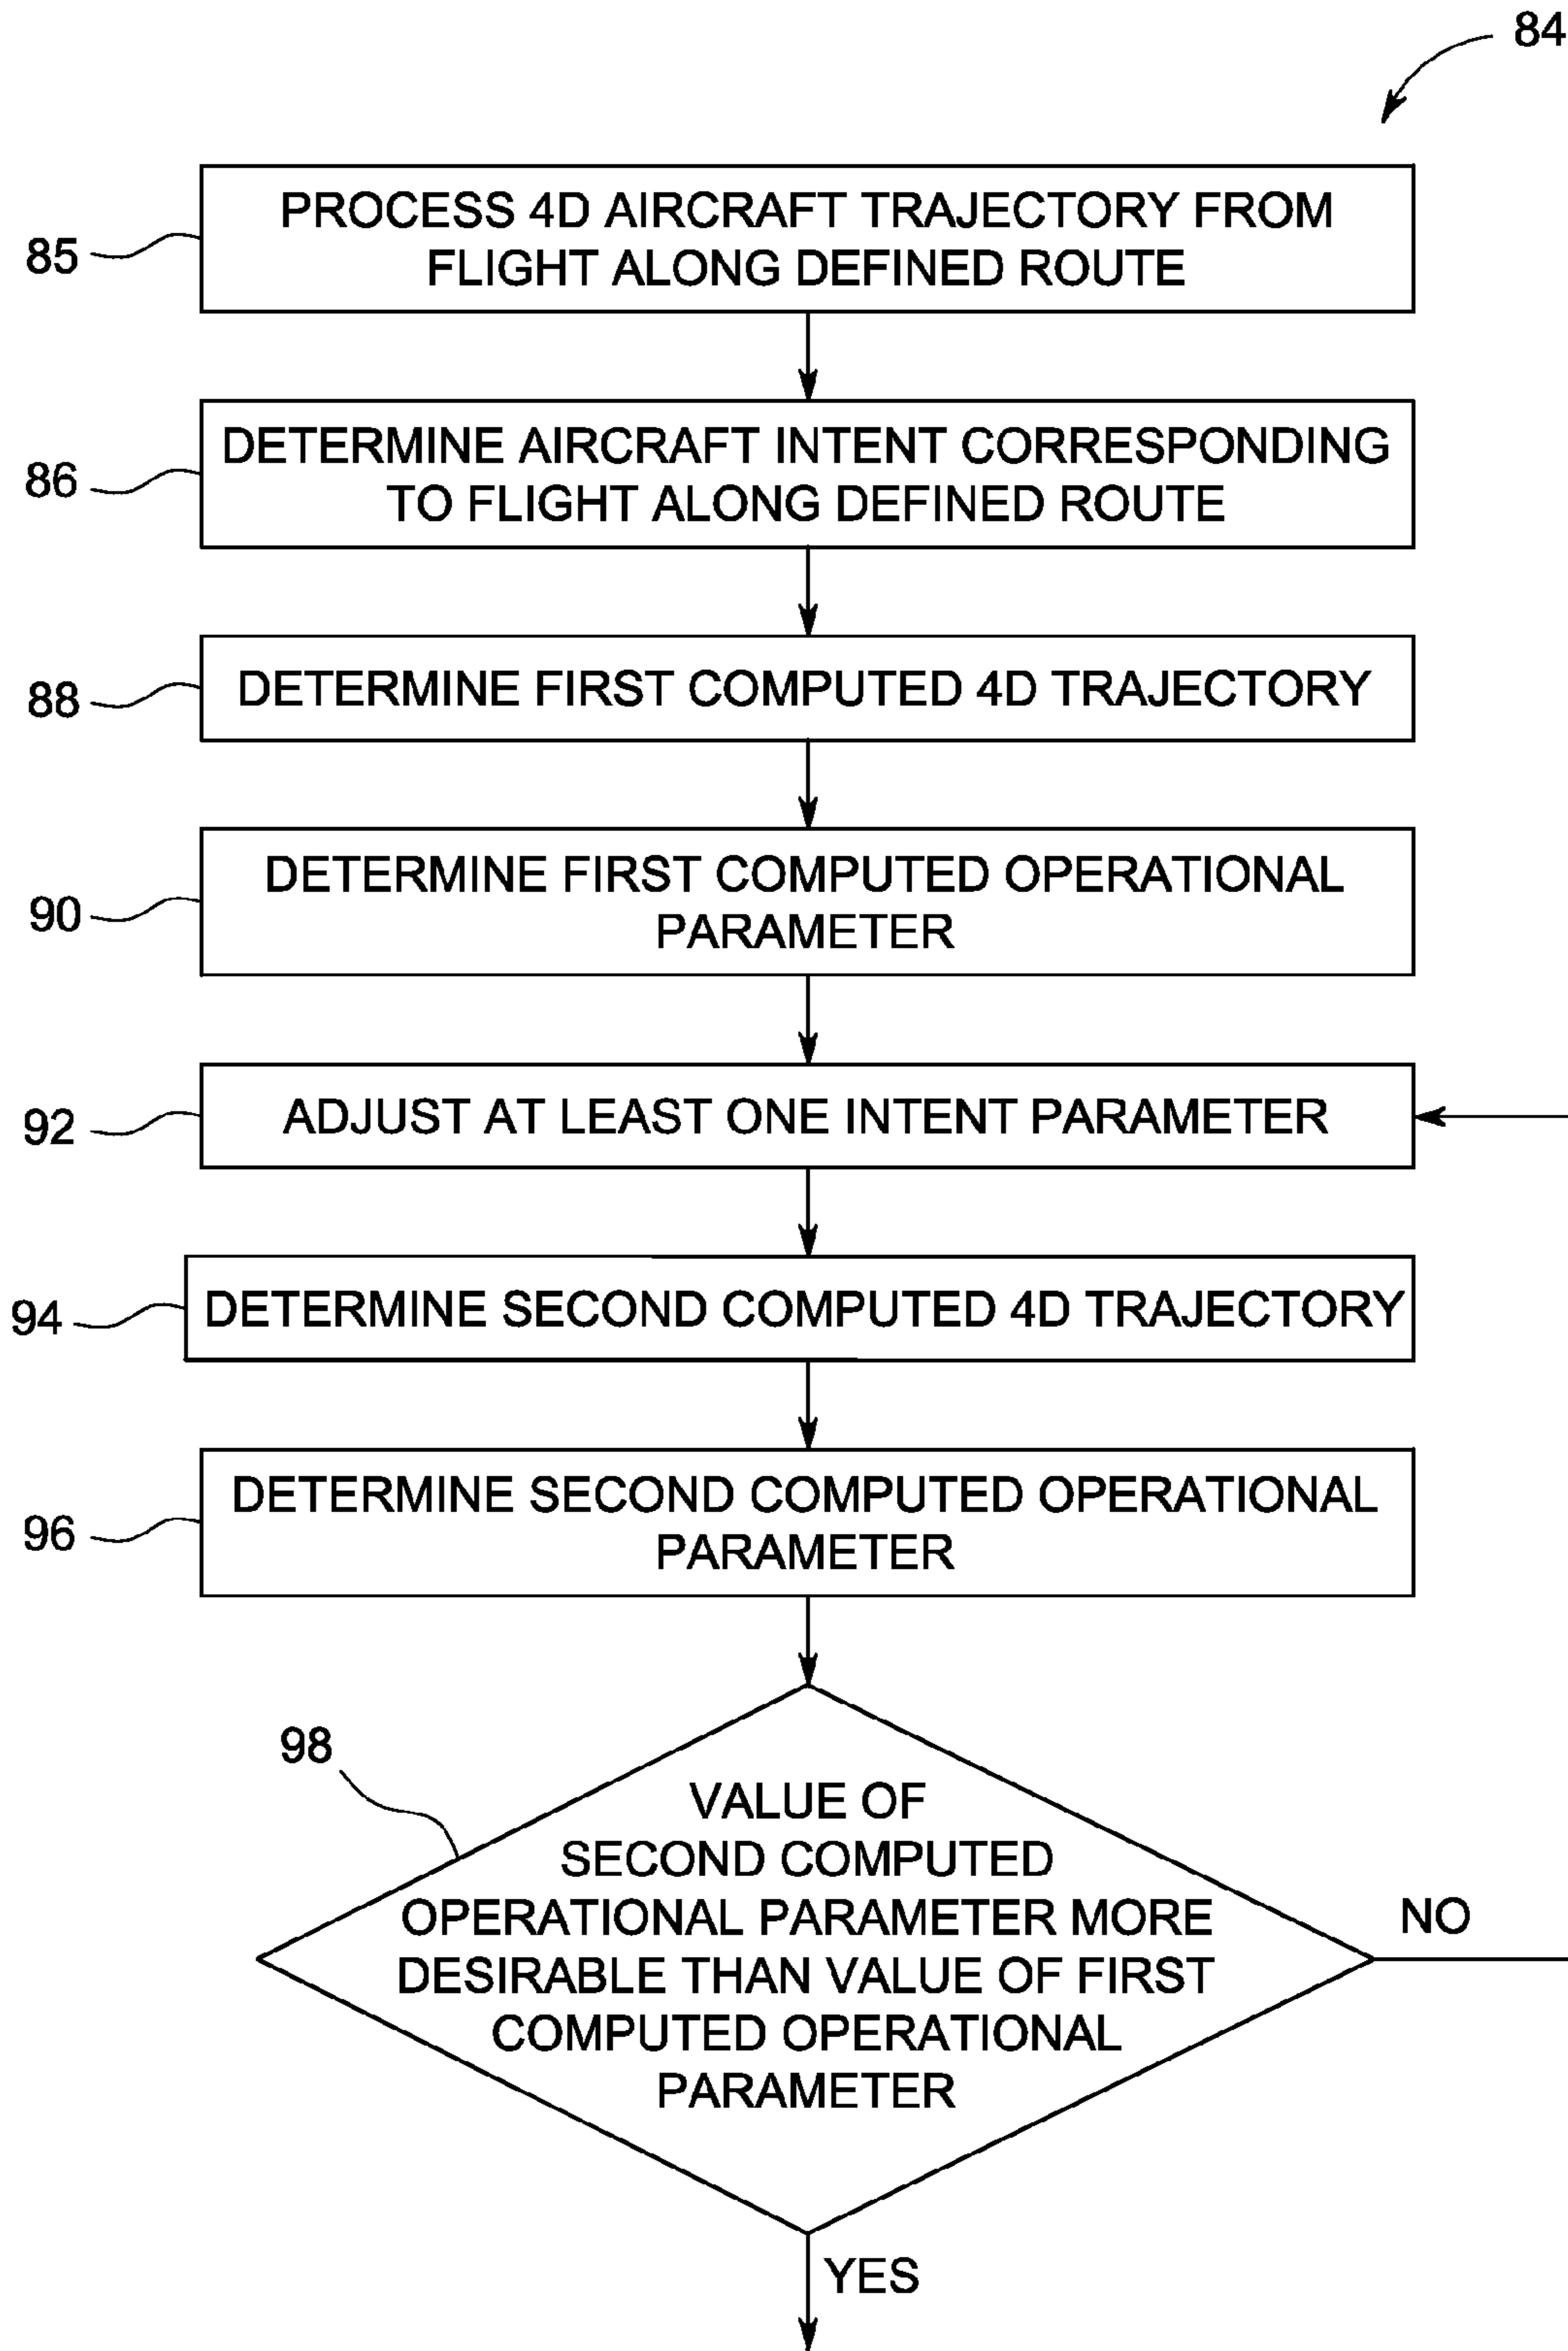 84
PROCESS 4D AIRCRAFT TRAJECTORY FROM
FLIGHT ALONG DEFINED ROUTE
85
DETERMINE AIRCRAFT INTENT CORRESPONDING
TO FLIGHT ALONG DEFINED ROUTE
86
DETERMINE FIRST COMPUTED 4D TRAJECTORY
88
DETERMINE FIRST COMPUTED OPERATIONAL
PARAMETER
90
ADJUST AT LEAST ONE INTENT PARAMETER
92
DETERMINE SECOND COMPUTED 4D TRAJECTORY
94
DETERMINE SECOND COMPUTED OPERATIONAL
PARAMETER
96
98
VALUE OF
SECOND COMPUTED
OPERATIONAL PARAMETER MORE
DESIRABLE THAN VALUE OF FIRST
COMPUTED OPERATIONAL
PARAMETER
NO
YES